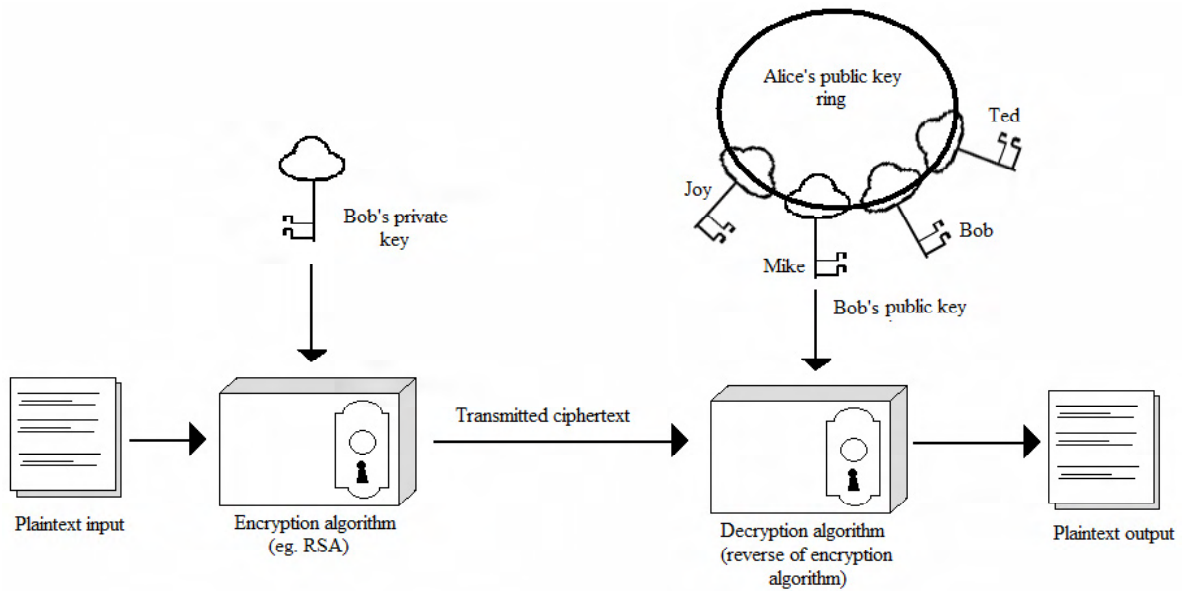 Alice's public key
ring
Ted
Joy
Bob's private
key
Bob
Mike
Bob's public key
Transmitted ciphertext
Plaintext input
Encryption algorithm
(eg. RSA)
Decryption algorithm
(reverse of encryption
algorithm)
Plaintext output